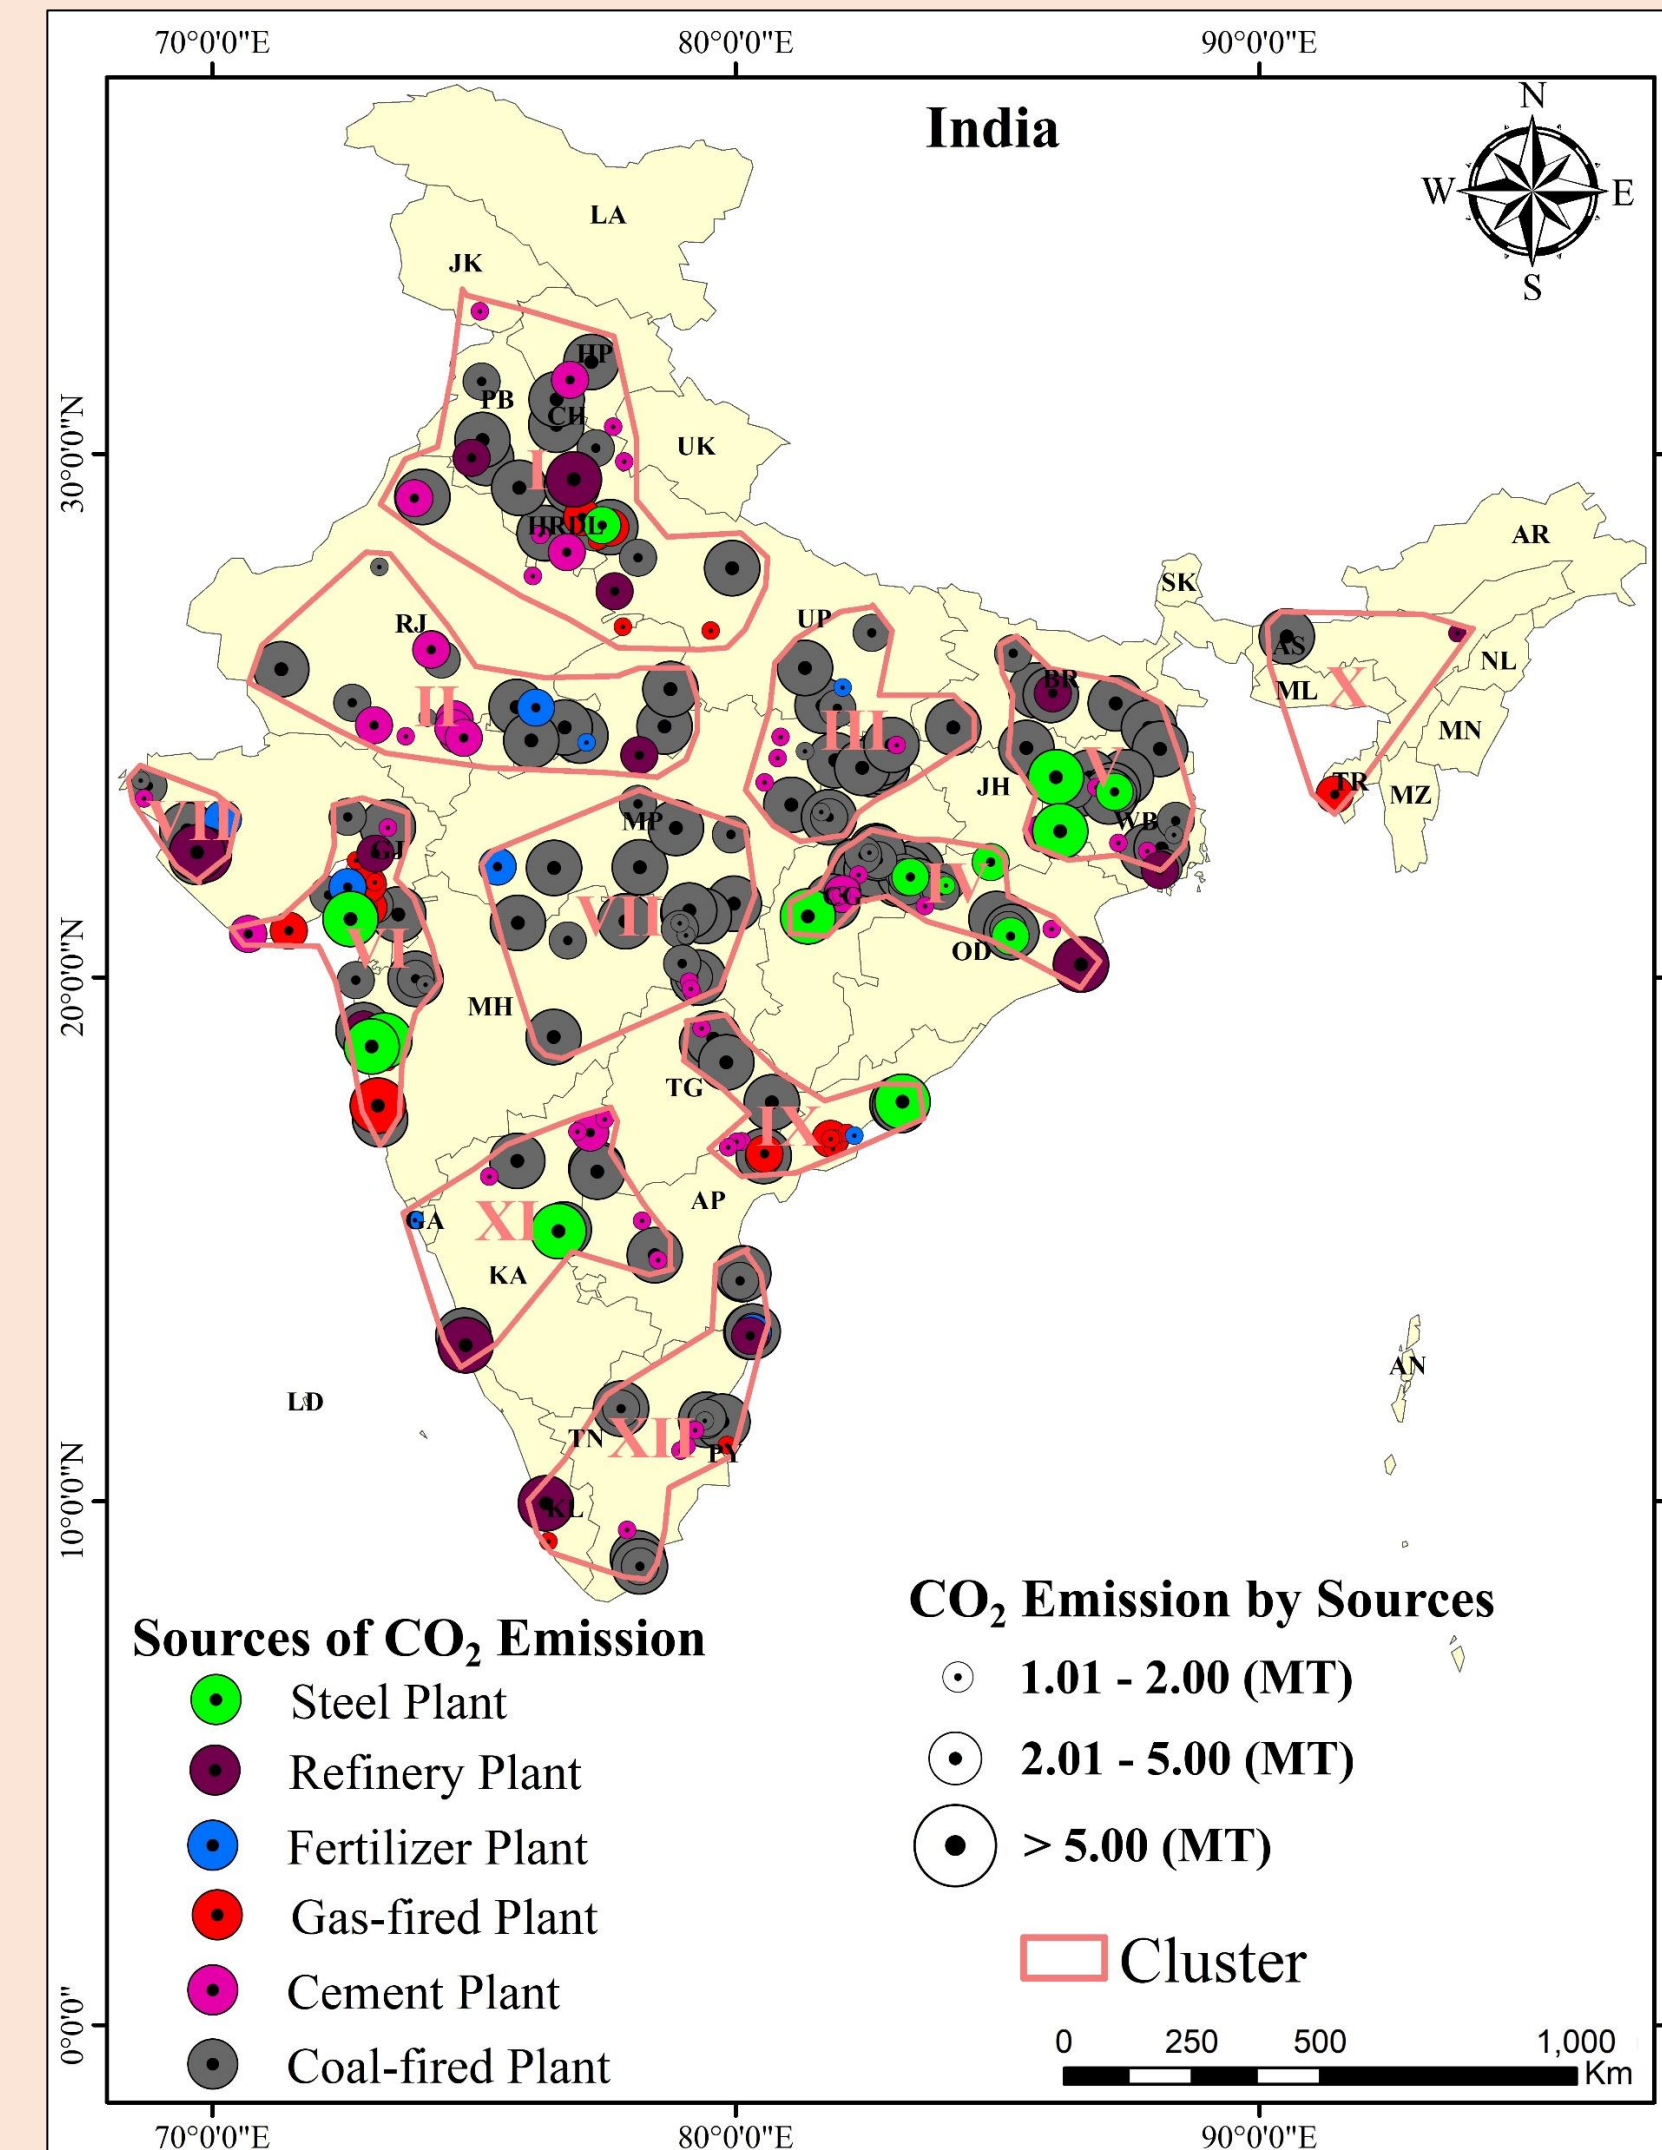 70°0'0"E 80°0'0"E 90°0'0"E
India
N
W E
S
LA
JK
HP
PB
CH
UK
30°0'0"N
I
HR DL
AR
SK
UP
RJ
AS
NL
BR
ML
X
II
III
MN
V
JH
TR
MZ
VII
MP
WB
GJ
CG
IV
VII
VI
OD
20°0'0"N
MH
TG
IX
AP
GA
XI
KA
AN
LD
TN
XII
PY
10°0'0"N
KL
Sources of CO₂ Emission
Steel Plant
Refinery Plant
Fertilizer Plant
Gas-fired Plant
Cement Plant
Coal-fired Plant
CO₂ Emission by Sources
1.01 - 2.00 (MT)
2.01 - 5.00 (MT)
> 5.00 (MT)
Cluster
0°0'0"
0 250 500 1,000
Km
70°0'0"E 80°0'0"E 90°0'0"E